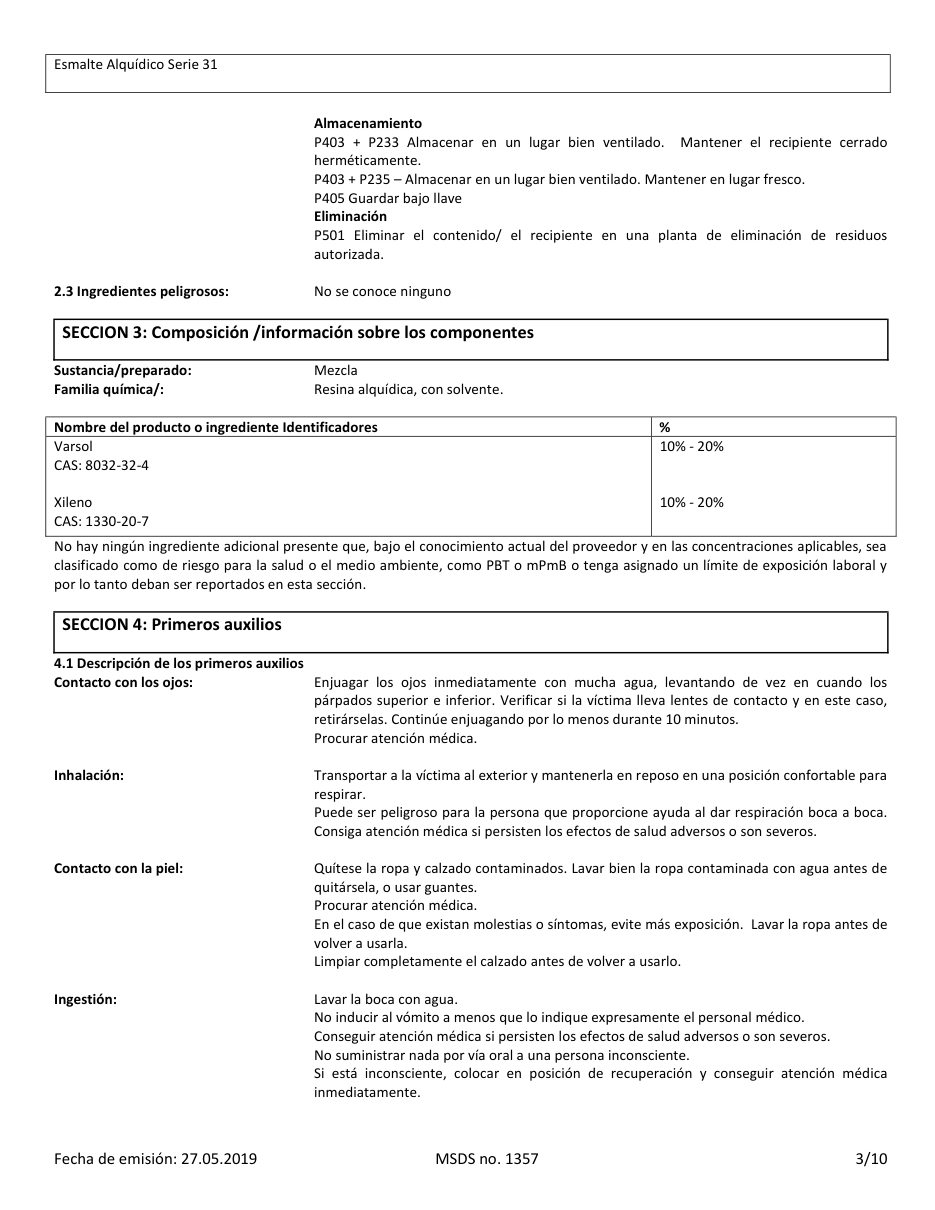 Esmalte Alquídico Serie 31
Almacenamiento
P403 + P233 Almacenar en un lugar bien ventilado. Mantener el recipiente cerrado
herméticamente.
P403 + P235 – Almacenar en un lugar bien ventilado. Mantener en lugar fresco.
P405 Guardar bajo llave
Eliminación
P501 Eliminar el contenido/ el recipiente en una planta de eliminación de residuos
autorizada.
2.3 Ingredientes peligrosos: No se conoce ninguno
SECCION 3: Composición /información sobre los componentes
Sustancia/preparado: Mezcla
Familia química/: Resina alquídica, con solvente.
Nombre del producto o ingrediente Identificadores %
Varsol 10% - 20%
CAS: 8032-32-4
Xileno 10% - 20%
CAS: 1330-20-7
No hay ningún ingrediente adicional presente que, bajo el conocimiento actual del proveedor y en las concentraciones aplicables, sea
clasificado como de riesgo para la salud o el medio ambiente, como PBT o mPmB o tenga asignado un límite de exposición laboral y
por lo tanto deban ser reportados en esta sección.
SECCION 4: Primeros auxilios
4.1 Descripción de los primeros auxilios
Contacto con los ojos: Enjuagar los ojos inmediatamente con mucha agua, levantando de vez en cuando los
párpados superior e inferior. Verificar si la víctima lleva lentes de contacto y en este caso,
retirárselas. Continúe enjuagando por lo menos durante 10 minutos.
Procurar atención médica.
Inhalación: Transportar a la víctima al exterior y mantenerla en reposo en una posición confortable para
respirar.
Puede ser peligroso para la persona que proporcione ayuda al dar respiración boca a boca.
Consiga atención médica si persisten los efectos de salud adversos o son severos.
Contacto con la piel: Quítese la ropa y calzado contaminados. Lavar bien la ropa contaminada con agua antes de
quitársela, o usar guantes.
Procurar atención médica.
En el caso de que existan molestias o síntomas, evite más exposición. Lavar la ropa antes de
volver a usarla.
Limpiar completamente el calzado antes de volver a usarlo.
Ingestión: Lavar la boca con agua.
No inducir al vómito a menos que lo indique expresamente el personal médico.
Conseguir atención médica si persisten los efectos de salud adversos o son severos.
No suministrar nada por vía oral a una persona inconsciente.
Si está inconsciente, colocar en posición de recuperación y conseguir atención médica
inmediatamente.
Fecha de emisión: 27.05.2019 MSDS no. 1357 3/10